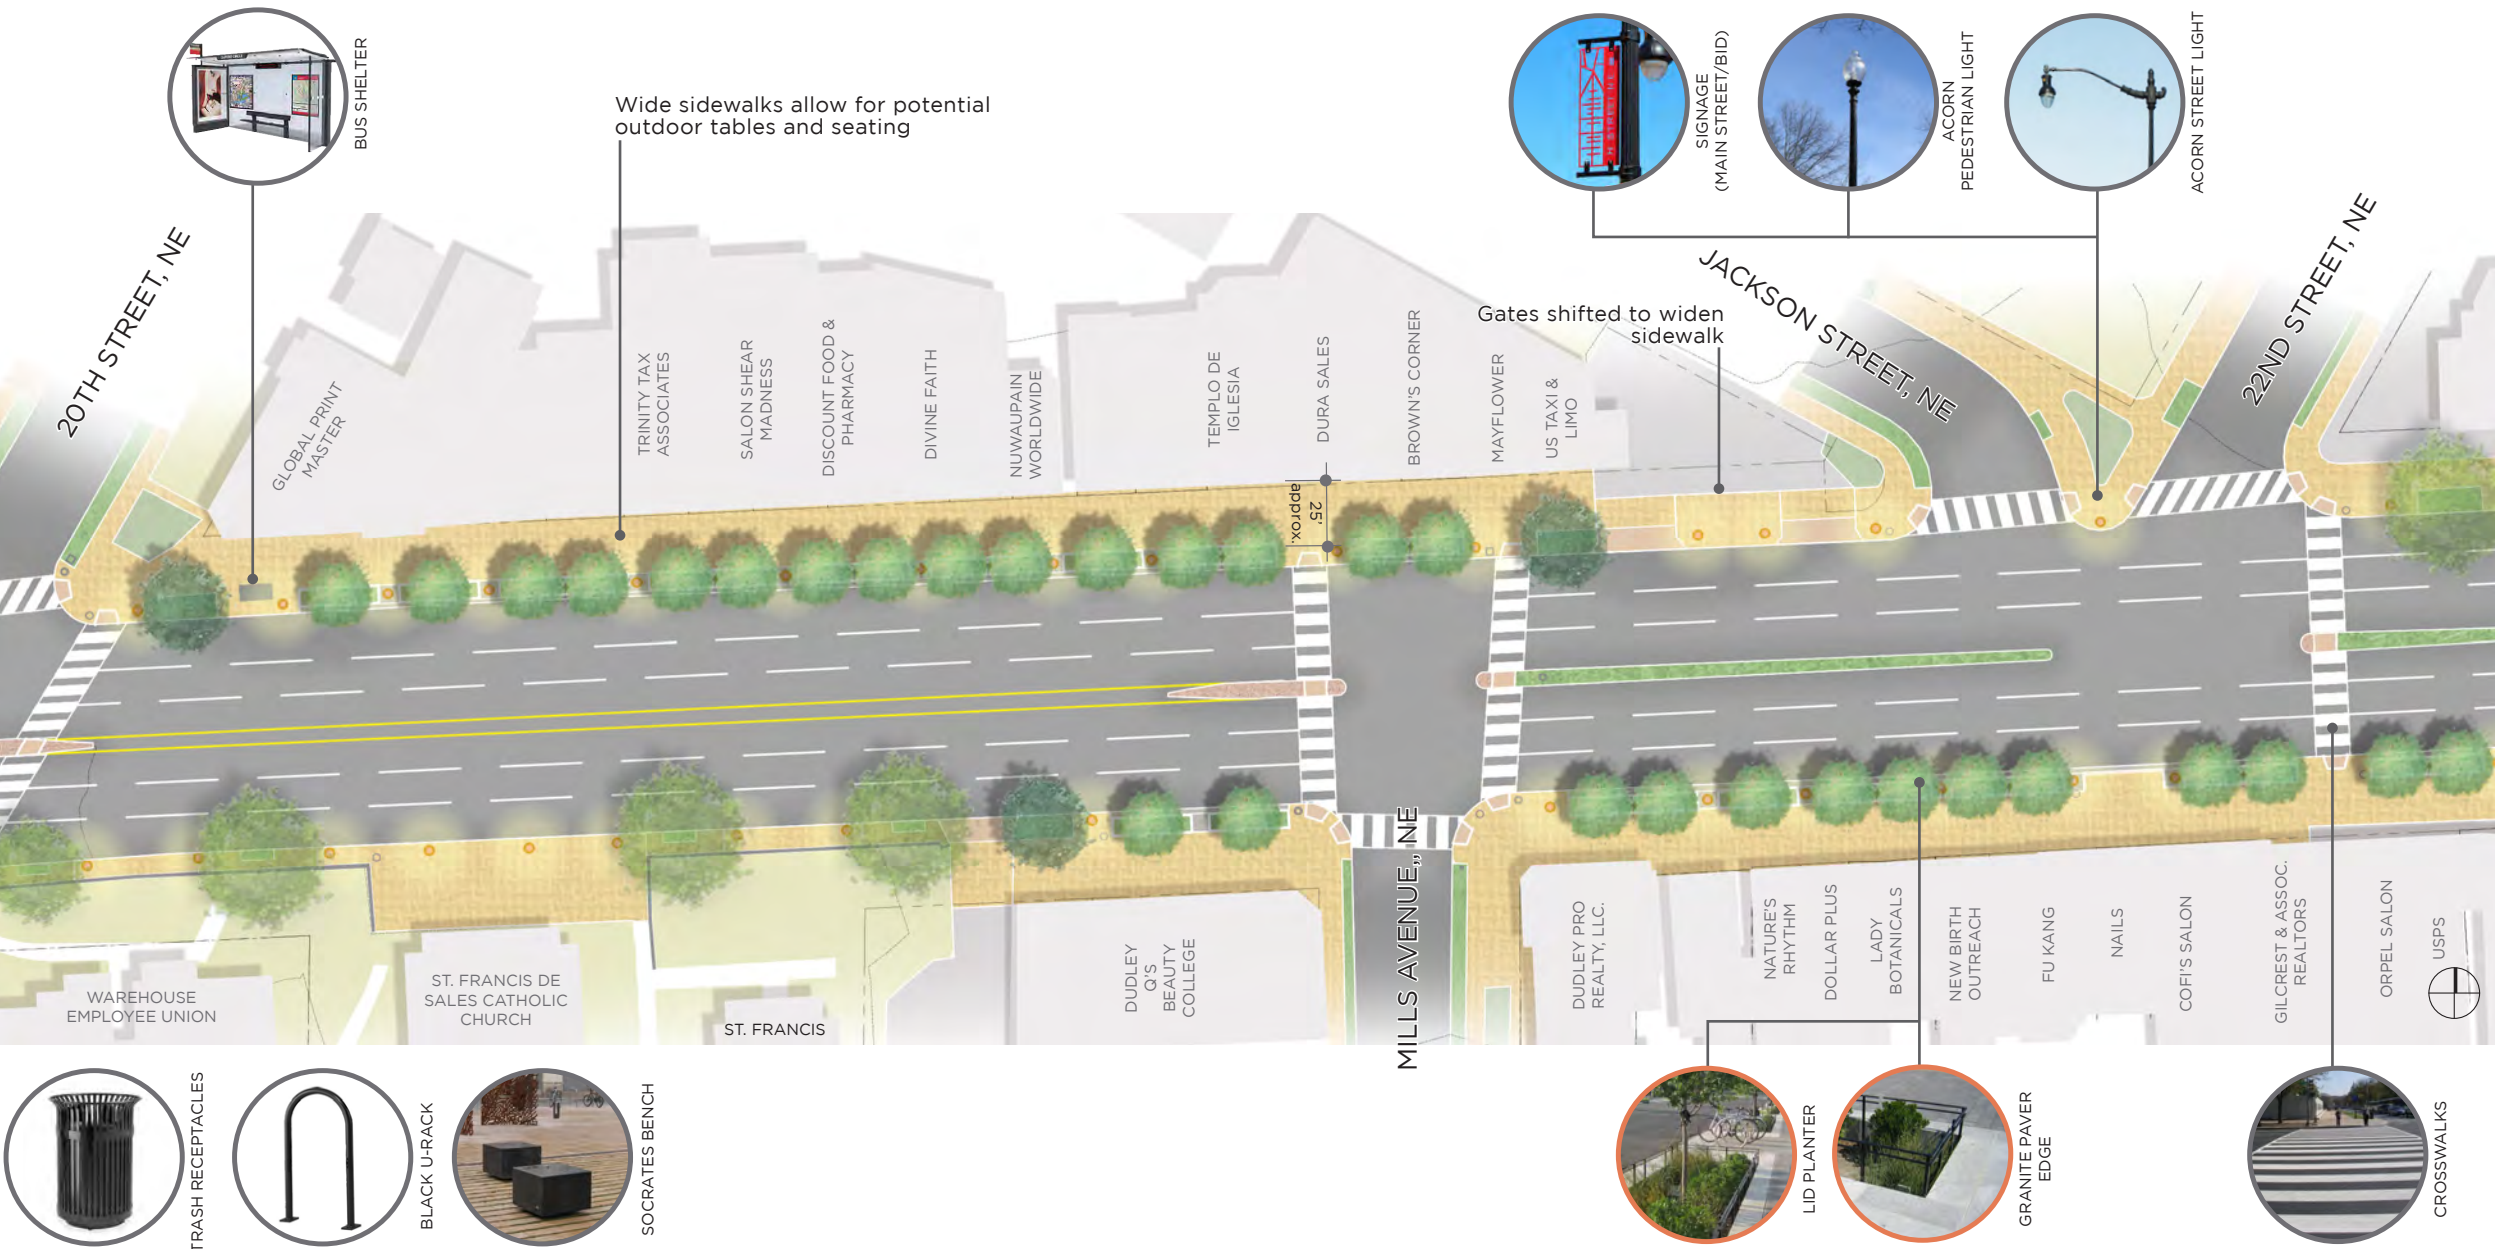 BUS SHELTER
Wide sidewalks allow for potential
outdoor tables and seating
SIGNAGE
(MAIN STREET/BID)
ACORN
PEDESTRIAN LIGHT
ACORN STREET LIGHT
20TH STREET, NE
JACKSON STREET, NE
22ND STREET, NE
Gates shifted to widen
sidewalk
GLOBAL PRINT
MASTER
TRINITY TAX
ASSOCIATES
SALON SHEAR
MADNESS
DISCOUNT FOOD &
PHARMACY
DIVINE FAITH
NUWAUPAIN
WORLDWIDE
TEMPLO DE
IGLESIA
DURA SALES
BROWN'S CORNER
MAYFLOWER
US TAXI &
LIMO
25'
approx.
MILLS AVENUE,, NE
WAREHOUSE
EMPLOYEE UNION
ST. FRANCIS DE
SALES CATHOLIC
CHURCH
ST. FRANCIS
DUDLEY
Q'S
BEAUTY
COLLEGE
DUDLEY PRO
REALTY, LLC.
NATURE'S
RHYTHM
DOLLAR PLUS
LADY
BOTANICALS
NEW BIRTH
OUTREACH
FU KANG
NAILS
COFI'S SALON
GILCREST & ASSOC.
REALTORS
ORPEL SALON
USPS
TRASH RECEPTACLES
BLACK U-RACK
SOCRATES BENCH
LID PLANTER
GRANITE PAVER
EDGE
CROSSWALKS